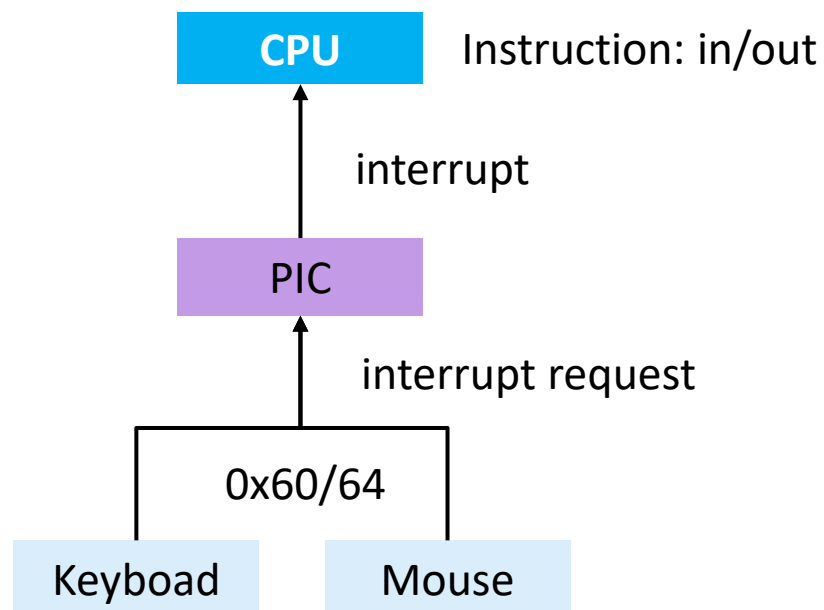 CPU
Instruction: in/out
interrupt
PIC
interrupt request
0x60/64
Keyboad
Mouse